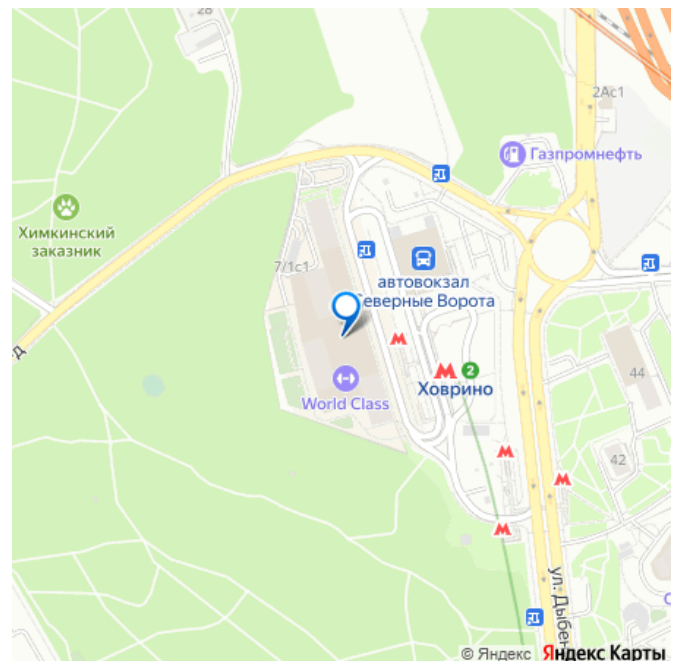 28
2Ас1
Газпромнефть
Химкинский
заказник
7/1с1
автовокзал
Северные Ворота
М
М 2
Ховрино
World Class
44
М
42
М
М
ул. Дыбен
© Яндекс Яндекс Карты